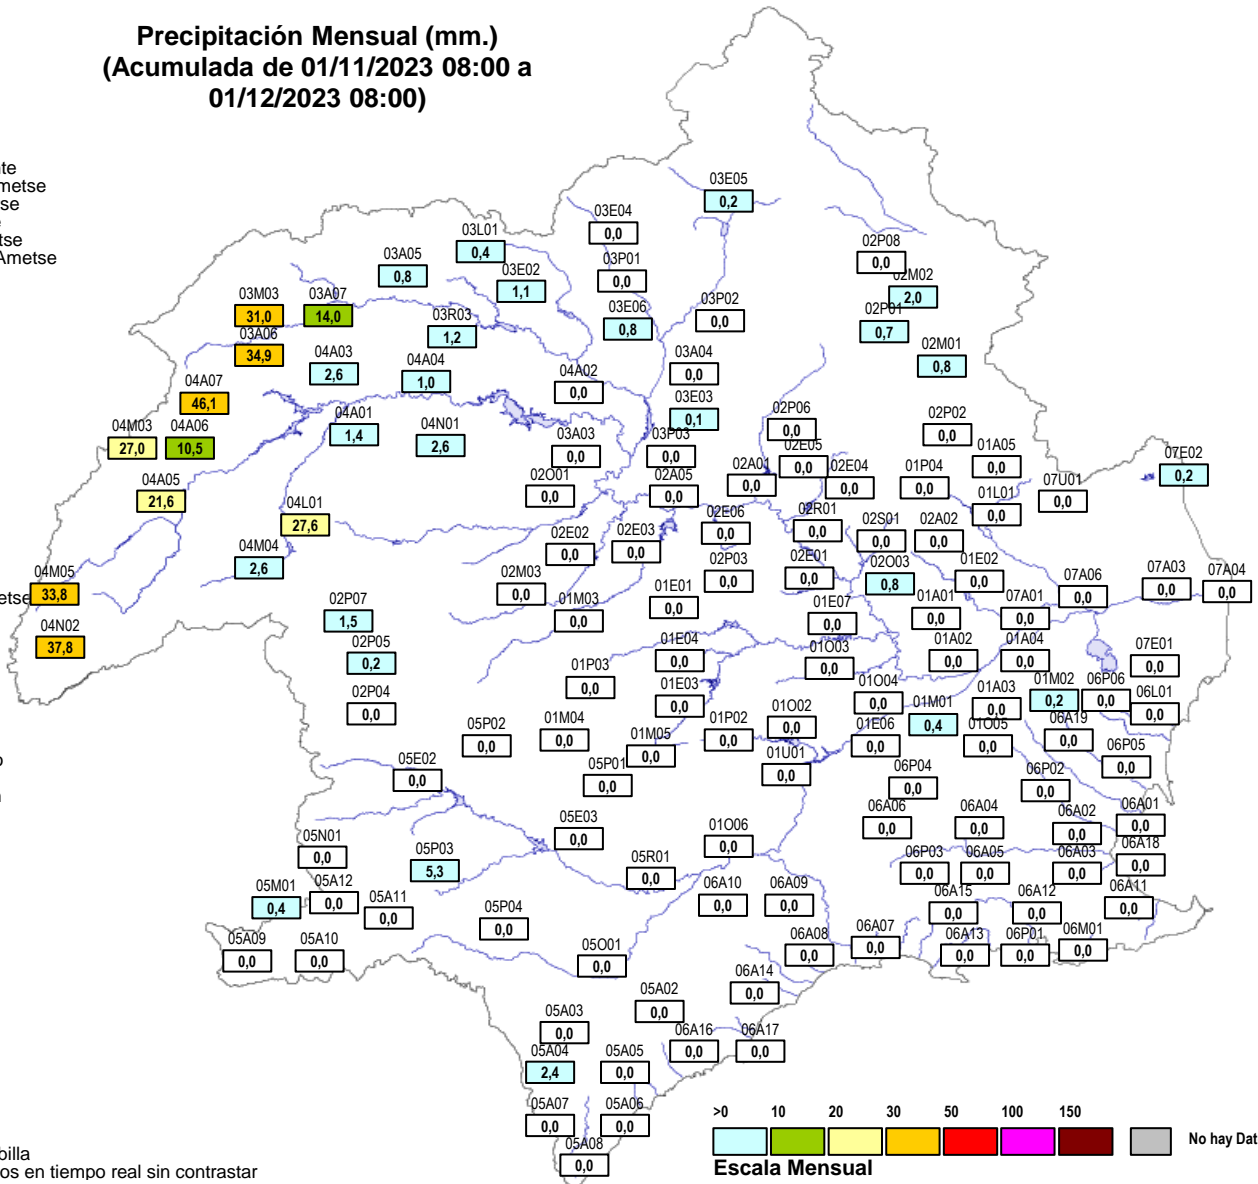 Precipitación Mensual (mm.)
(Acumulada de 01/11/2023 08:00 a
01/12/2023 08:00)
nte
metse
tse
e
tse
Ametse
03E05
0,2
03E04
0,0
03L01
0,4
02P08
0,0
03A05
0,8
03P01
0,0
03E02
1,1
02M02
2,0
03M03
31,0
03A07
14,0
03P02
0,0
03E06
0,8
02P01
0,7
03R03
1,2
03A06
34,9
02M01
0,8
04A03
2,6
04A04
1,0
03A04
0,0
04A02
0,0
04A07
46,1
03E03
0,1
02P06
0,0
04A01
1,4
04N01
2,6
02P02
0,0
04M03
27,0
04A06
10,5
03A03
0,0
03P03
0,0
02E05
0,0
01A05
0,0
07E02
0,2
04A05
21,6
02O01
0,0
02A05
0,0
02A01
0,0
02E04
0,0
01P04
0,0
07U01
0,0
01L01
0,0
04L01
27,6
02E06
0,0
02R01
0,0
02S01
0,0
02A02
0,0
02E02
0,0
02E03
0,0
04M04
2,6
02P03
0,0
02E01
0,0
02O03
0,8
01E02
0,0
04M05
33,8
etse
02M03
0,0
07A06
0,0
07A03
0,0
07A04
0,0
01M03
0,0
01E01
0,0
01E07
0,0
01A01
0,0
07A01
0,0
02P07
1,5
04N02
37,8
02P05
0,2
01E04
0,0
01O03
0,0
01A02
0,0
01A04
0,0
07E01
0,0
01P03
0,0
02P04
0,0
01E03
0,0
01O04
0,0
01A03
0,0
01M02
0,2
06P06
0,0
06L01
0,0
01M01
0,4
01O02
0,0
05P02
0,0
01M04
0,0
01P02
0,0
01E06
0,0
01O05
0,0
06A19
0,0
01M05
0,0
06P05
0,0
o
05E02
0,0
05P01
0,0
01U01
0,0
06P04
0,0
06P02
0,0
06A06
0,0
06A04
0,0
06A02
0,0
06A01
0,0
05E03
0,0
01O06
0,0
05N01
0,0
05P03
5,3
05R01
0,0
06P03
0,0
06A05
0,0
06A03
0,0
06A18
0,0
05M01
0,4
05A12
0,0
05A11
0,0
06A10
0,0
06A09
0,0
06A15
0,0
06A12
0,0
06A11
0,0
05P04
0,0
05A09
0,0
05A10
0,0
05O01
0,0
06A08
0,0
06A07
0,0
06A13
0,0
06P01
0,0
06M01
0,0
06A14
0,0
05A02
0,0
05A03
0,0
06A16
0,0
06A17
0,0
05A04
2,4
05A05
0,0
05A07
0,0
05A06
0,0
05A08
0,0
>0 10 20 30 50 100 150
No hay Dat
Escala Mensual
billa
os en tiempo real sin contrastar